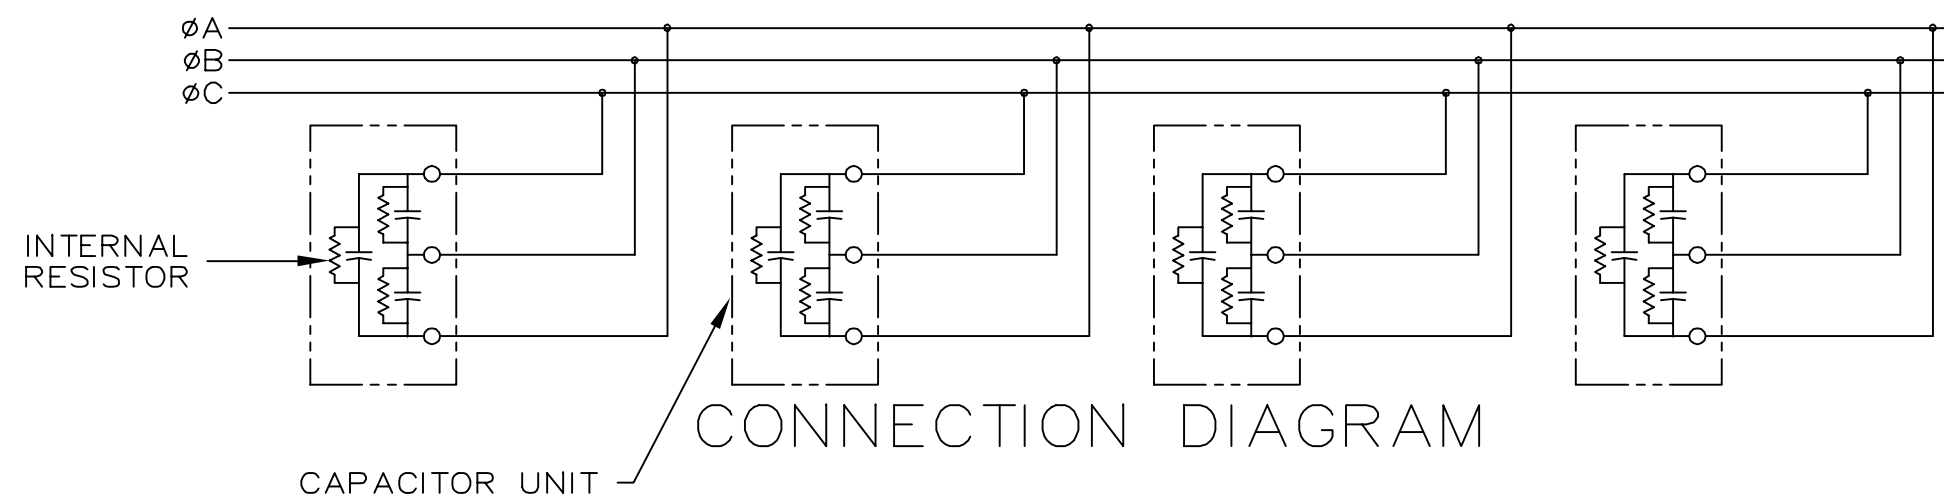 øA
øB
øC
INTERNAL
RESISTOR
CONNECTION DIAGRAM
CAPACITOR UNIT